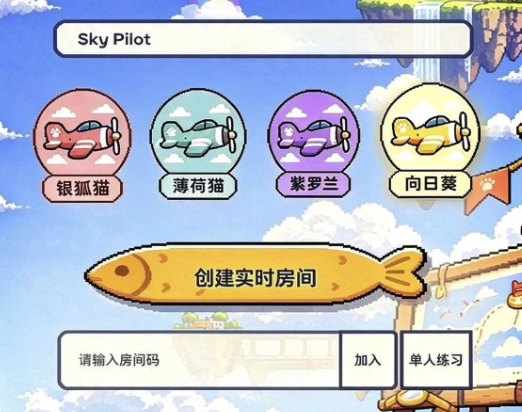 Sky Pilot
银狐猫
薄荷猫
紫罗兰
向日葵
创建实时房间
请输入房间码
加入
单人练习